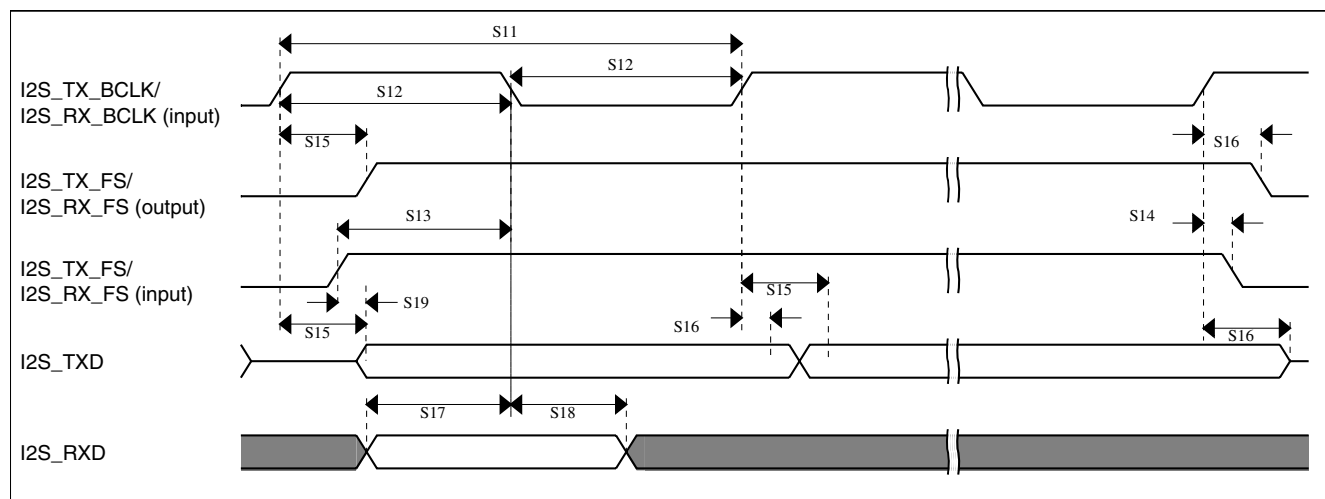 S11
S12
I2S_TX_BCLK/
I2S_RX_BCLK (input)
S12
S15
S16
I2S_TX_FS/
I2S_RX_FS (output)
S13
S14
I2S_TX_FS/
I2S_RX_FS (input)
S19
S15
S15
S16
S16
I2S_TXD
S17
S18
I2S_RXD